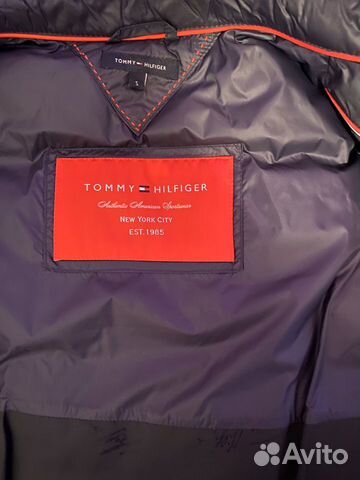 TOMMY HILFIGER
S
TOMMY HILFIGER
Authentic American Sportswear
NEW YORK CITY
EST. 1985
Avito